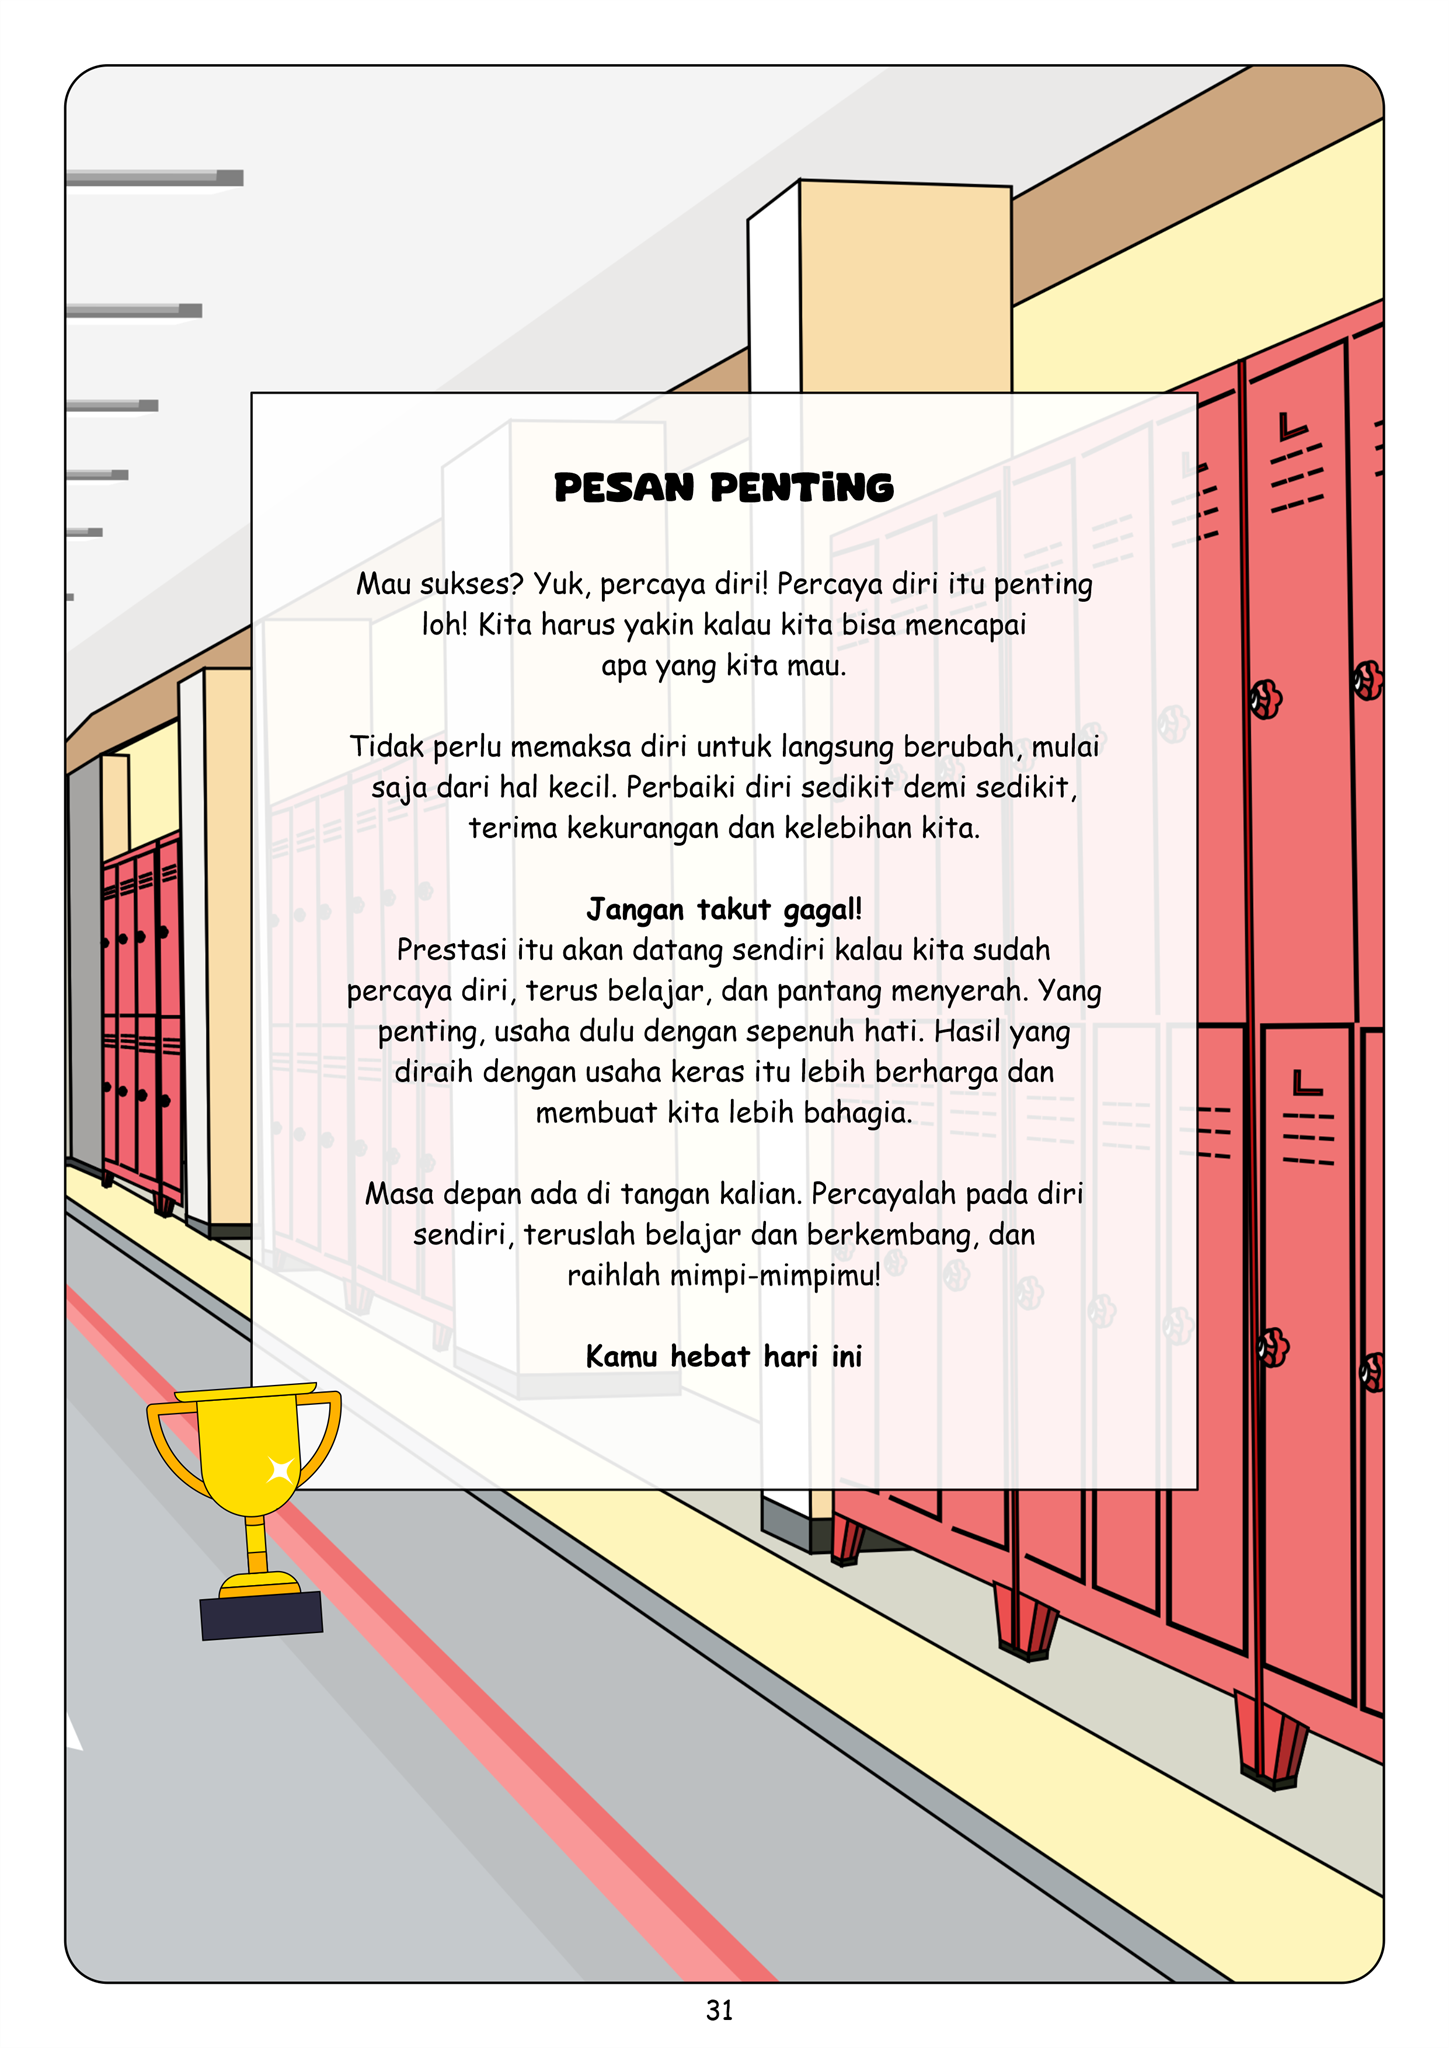 PESAN PENTiNG
Mau sukses? Yuk, percaya diri! Percaya diri itu penting
loh! Kita harus yakin kalau kita bisa mencapai
apa yang kita mau.
Tidak perlu memaksa diri untuk langsung berubah, mulai
saja dari hal kecil. Perbaiki diri sedikit demi sedikit,
terima kekurangan dan kelebihan kita.
Jangan takut gagal!
Prestasi itu akan datang sendiri kalau kita sudah
percaya diri, terus belajar, dan pantang menyerah. Yang
penting, usaha dulu dengan sepenuh hati. Hasil yang
diraih dengan usaha keras itu lebih berharga dan
membuat kita lebih bahagia.
Masa depan ada di tangan kalian. Percayalah pada diri
sendiri, teruslah belajar dan berkembang, dan
raihlah mimpi-mimpimu!
Kamu hebat hari ini
31